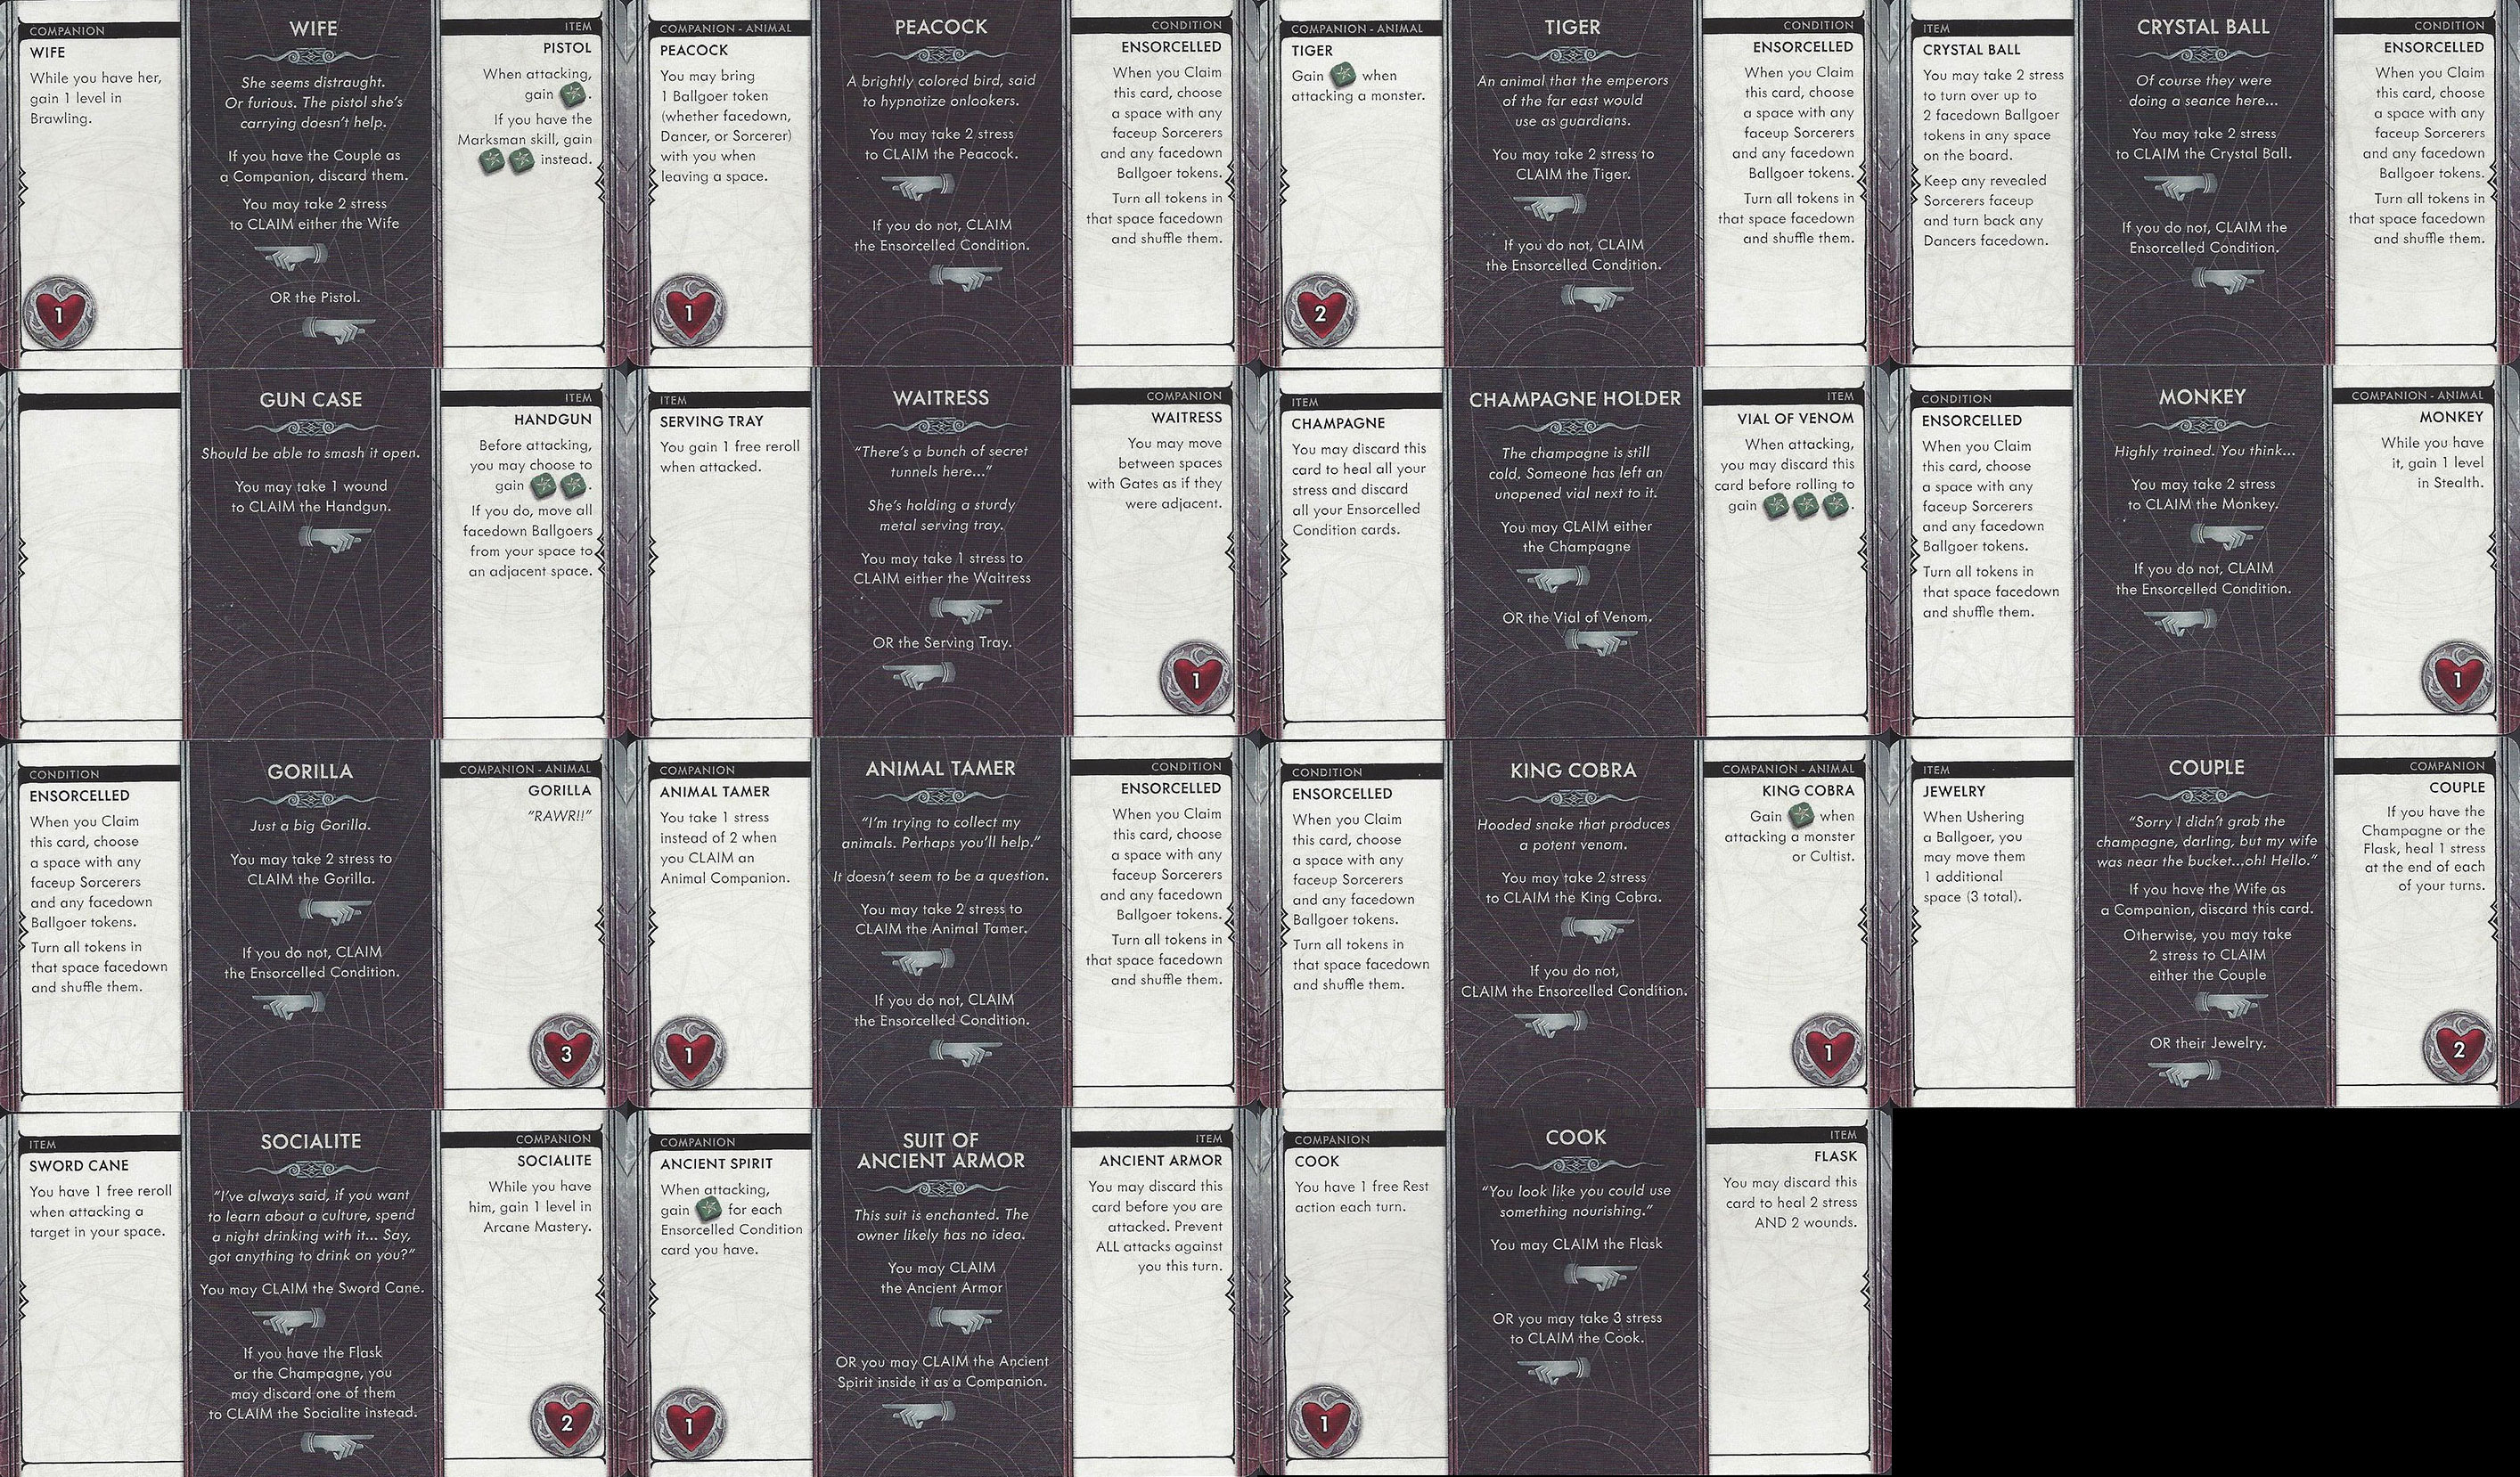 COMPANION
WIFE
While you have her,
gain 1 level in
Brawling.
1
WIFE
She seems distraught.
Or furious. The pistol she's
carrying doesn't help.
If you have the Couple as
a Companion, discard them.
You may take 2 stress
to CLAIM either the Wife
OR the Pistol.
ITEM
PISTOL
When attacking,
gain .
If you have the
Marksman skill, gain
instead.
COMPANION - ANIMAL
PEACOCK
You may bring
1 Ballgoer token
(whether facedown,
Dancer, or Sorcerer)
with you when
leaving a space.
1
PEACOCK
A brightly colored bird, said
to hypnotize onlookers.
You may take 2 stress
to CLAIM the Peacock.
If you do not, CLAIM
the Ensorcelled Condition.
CONDITION
ENSORCELLED
When you Claim
this card, choose
a space with any
faceup Sorcerers
and any facedown
Ballgoer tokens.
Turn all tokens in
that space facedown
and shuffle them.
COMPANION - ANIMAL
TIGER
Gain when
attacking a monster.
2
TIGER
An animal that the emperors
of the far east would
use as guardians.
You may take 2 stress to
CLAIM the Tiger.
If you do not, CLAIM
the Ensorcelled Condition.
CONDITION
ENSORCELLED
When you Claim
this card, choose
a space with any
faceup Sorcerers
and any facedown
Ballgoer tokens.
Turn all tokens in
that space facedown
and shuffle them.
ITEM
CRYSTAL BALL
You may take 2 stress
to turn over up to
2 facedown Ballgoer
tokens in any space
on the board.
Keep any revealed
Sorcerers faceup
and turn back any
Dancers facedown.
CRYSTAL BALL
Of course they were
doing a seance here...
You may take 2 stress
to CLAIM the Crystal Ball.
If you do not, CLAIM the
Ensorcelled Condition.
CONDITION
ENSORCELLED
When you Claim
this card, choose
a space with any
faceup Sorcerers
and any facedown
Ballgoer tokens.
Turn all tokens in
that space facedown
and shuffle them.
GUN CASE
Should be able to smash it open.
You may take 1 wound
to CLAIM the Handgun.
ITEM
HANDGUN
Before attacking,
you may choose to
gain .
If you do, move all
facedown Ballgoers
from your space to
an adjacent space.
ITEM
SERVING TRAY
You gain 1 free reroll
when attacked.
WAITRESS
"There's a bunch of secret
tunnels here..."
She's holding a sturdy
metal serving tray.
You may take 1 stress to
CLAIM either the Waitress
OR the Serving Tray.
COMPANION
WAITRESS
You may move
between spaces
with Gates as if they
were adjacent.
1
ITEM
CHAMPAGNE
You may discard this
card to heal all your
stress and discard
all your Ensorcelled
Condition cards.
CHAMPAGNE HOLDER
The champagne is still
cold. Someone has left an
unopened vial next to it.
You may CLAIM either
the Champagne
OR the Vial of Venom.
ITEM
VIAL OF VENOM
When attacking,
you may discard this
card before rolling to
gain .
CONDITION
ENSORCELLED
When you Claim
this card, choose
a space with any
faceup Sorcerers
and any facedown
Ballgoer tokens.
Turn all tokens in
that space facedown
and shuffle them.
MONKEY
Highly trained. You think...
You may take 2 stress
to CLAIM the Monkey.
If you do not, CLAIM
the Ensorcelled Condition.
COMPANION - ANIMAL
MONKEY
While you have
it, gain 1 level
in Stealth.
1
CONDITION
ENSORCELLED
When you Claim
this card, choose
a space with any
faceup Sorcerers
and any facedown
Ballgoer tokens.
Turn all tokens in
that space facedown
and shuffle them.
GORILLA
Just a big Gorilla.
You may take 2 stress to
CLAIM the Gorilla.
If you do not, CLAIM
the Ensorcelled Condition.
COMPANION - ANIMAL
GORILLA
"RAWR!!"
3
COMPANION
ANIMAL TAMER
You take 1 stress
instead of 2 when
you CLAIM an
Animal Companion.
1
ANIMAL TAMER
"I'm trying to collect my
animals. Perhaps you'll help."
It doesn't seem to be a question.
You may take 2 stress to
CLAIM the Animal Tamer.
If you do not, CLAIM
the Ensorcelled Condition.
CONDITION
ENSORCELLED
When you Claim
this card, choose
a space with any
faceup Sorcerers
and any facedown
Ballgoer tokens.
Turn all tokens in
that space facedown
and shuffle them.
CONDITION
ENSORCELLED
When you Claim
this card, choose
a space with any
faceup Sorcerers
and any facedown
Ballgoer tokens.
Turn all tokens in
that space facedown
and shuffle them.
KING COBRA
Hooded snake that produces
a potent venom.
You may take 2 stress
to CLAIM the King Cobra.
If you do not,
CLAIM the Ensorcelled Condition.
COMPANION - ANIMAL
KING COBRA
Gain when
attacking a monster
or Cultist.
1
ITEM
JEWELRY
When Ushering
a Ballgoer, you
may move them
1 additional
space (3 total).
COUPLE
"Sorry I didn't grab the
champagne, darling, but my wife
was near the bucket...oh! Hello."
If you have the Wife as
a Companion, discard this card.
Otherwise, you may take
2 stress to CLAIM
either the Couple
OR their Jewelry.
COMPANION
COUPLE
If you have the
Champagne or the
Flask, heal 1 stress
at the end of each
of your turns.
2
ITEM
SWORD CANE
You have 1 free reroll
when attacking a
target in your space.
SOCIALITE
"I've always said, if you want
to learn about a culture, spend
a night drinking with it... Say,
got anything to drink on you?"
You may CLAIM the Sword Cane.
If you have the Flask
or the Champagne, you
may discard one of them
to CLAIM the Socialite instead.
COMPANION
SOCIALITE
While you have
him, gain 1 level in
Arcane Mastery.
2
COMPANION
ANCIENT SPIRIT
When attacking,
gain for each
Ensorcelled Condition
card you have.
1
SUIT OF
ANCIENT ARMOR
This suit is enchanted. The
owner likely has no idea.
You may CLAIM
the Ancient Armor
OR you may CLAIM the Ancient
Spirit inside it as a Companion.
ITEM
ANCIENT ARMOR
You may discard this
card before you are
attacked. Prevent
ALL attacks against
you this turn.
COMPANION
COOK
You have 1 free Rest
action each turn.
1
COOK
"You look like you could use
something nourishing."
You may CLAIM the Flask
OR you may take 3 stress
to CLAIM the Cook.
ITEM
FLASK
You may discard this
card to heal 2 stress
AND 2 wounds.